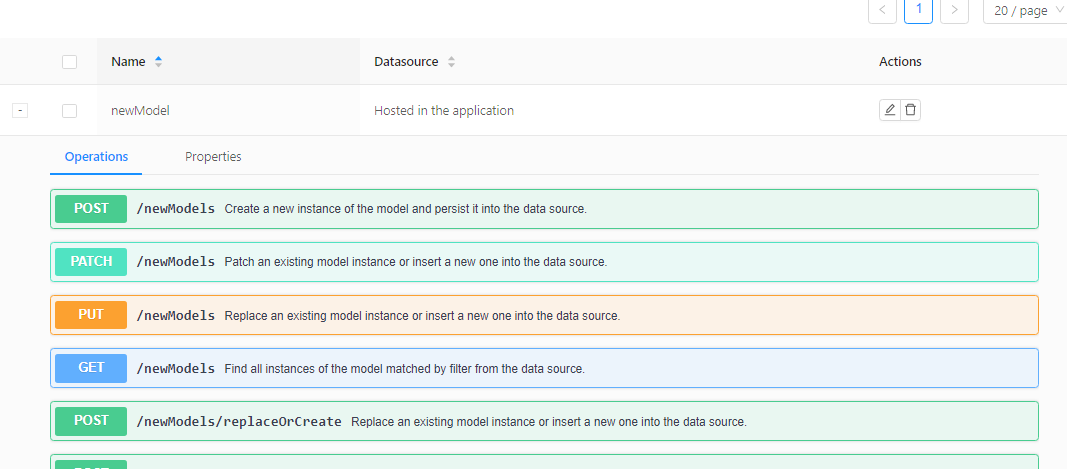 < 1 > 20 / page
Name Datasource Actions
- newModel Hosted in the application
Operations Properties
POST /newModels Create a new instance of the model and persist it into the data source.
PATCH /newModels Patch an existing model instance or insert a new one into the data source.
PUT /newModels Replace an existing model instance or insert a new one into the data source.
GET /newModels Find all instances of the model matched by filter from the data source.
POST /newModels/replaceOrCreate Replace an existing model instance or insert a new one into the data source.